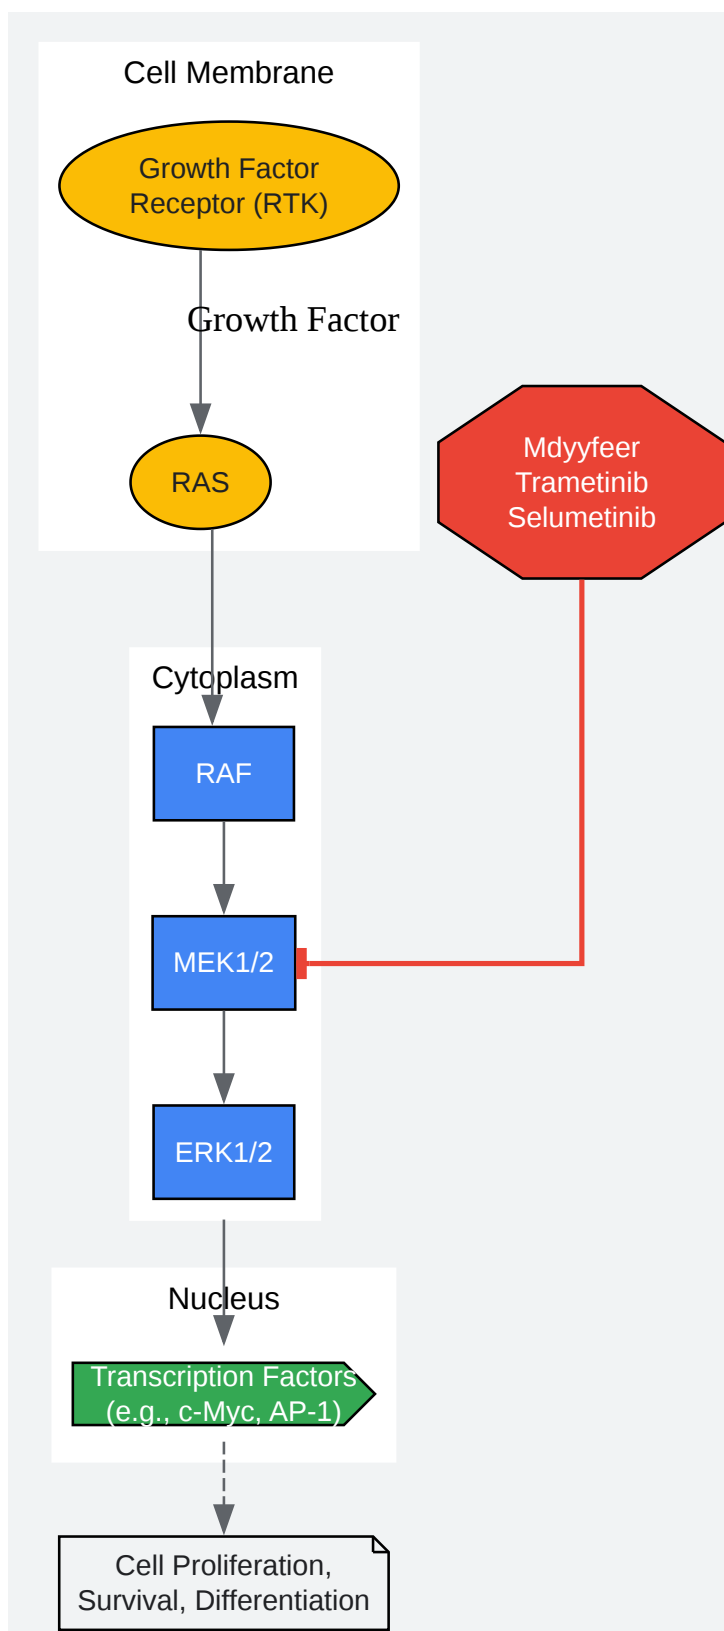 Cell Membrane
Growth Factor
Receptor (RTK)
Growth Factor
RAS
Mdyyfeer
Trametinib
Selumetinib
Cytoplasm
RAF
MEK1/2
ERK1/2
Nucleus
Transcription Factors
(e.g., c-Myc, AP-1)
Cell Proliferation,
Survival, Differentiation